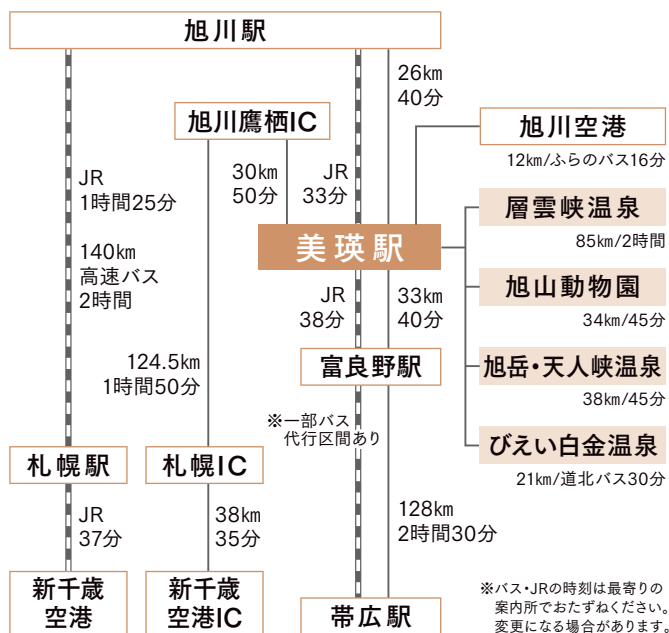 旭川駅
26km
40分
旭川鷹栖IC
旭川空港
12km/ふらのバス16分
30km
50分
JR
33分
JR
1時間25分
140km
高速バス
2時間
美瑛駅
層雲峡温泉
85km/2時間
旭山動物園
34km/45分
旭岳・天人峡温泉
38km/45分
びえい白金温泉
21km/道北バス30分
JR
38分
33km
40分
124.5km
1時間50分
富良野駅
※一部バス
代行区間あり
札幌駅
札幌IC
JR
37分
38km
35分
128km
2時間30分
新千歳
空港
新千歳
空港IC
帯広駅
※バス・JRの時刻は最寄りの
案内所でおたずねください。
変更になる場合があります。